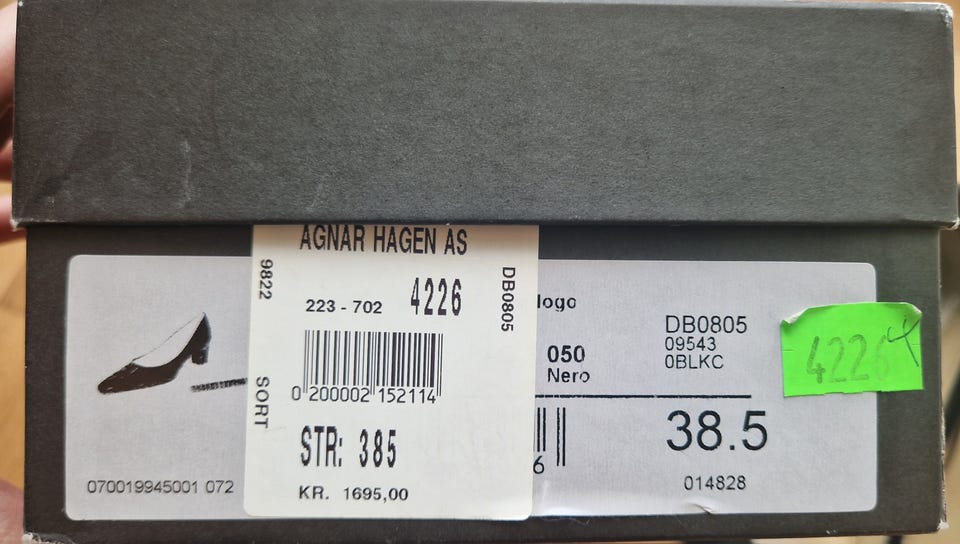 AGNAR HAGEN AS
9822
223 - 702 4226
DB0805
0 200002 152114
SORT
STR: 385
KR. 1695,00
070019945001 072
logo
050
Nero
DB0805
09543
0BLKC
6
38.5
014828
4226